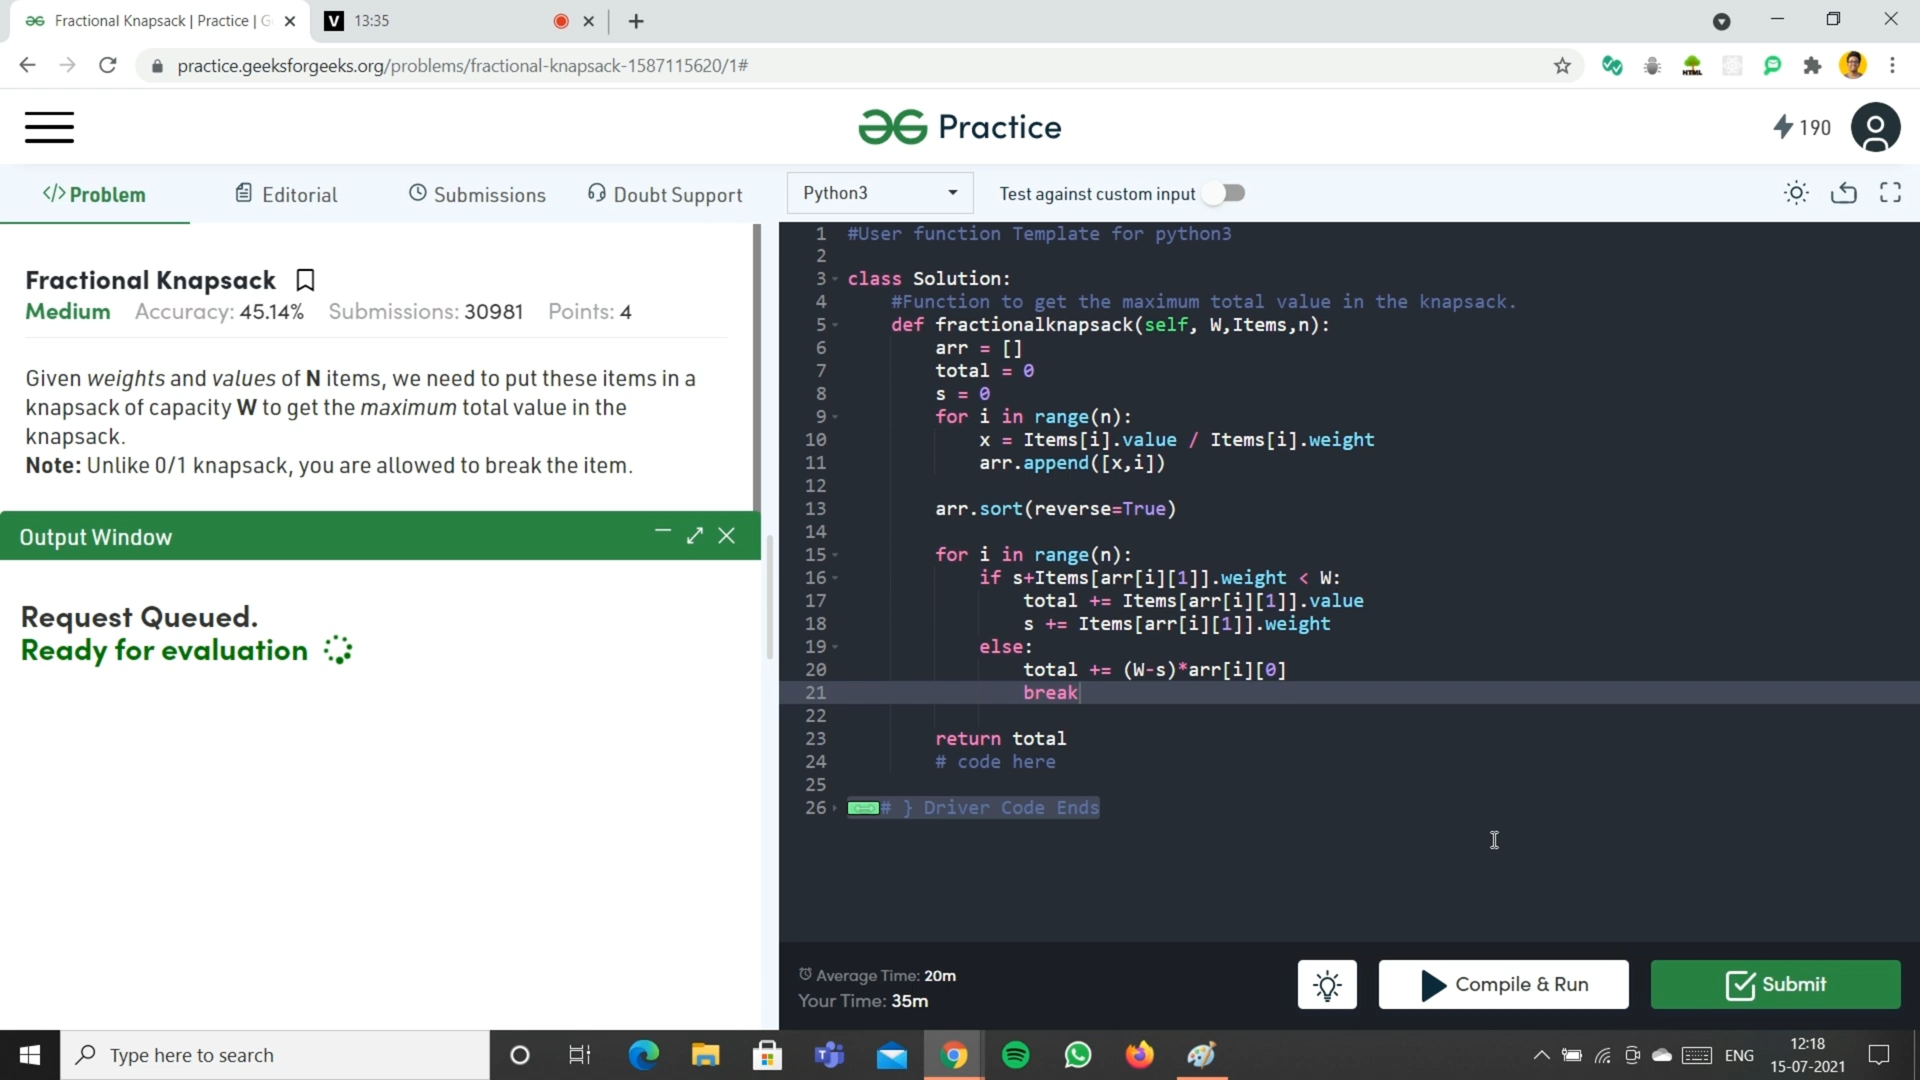 Fractional Knapsack | Practice | G
V 13:35
practice.geeksforgeeks.org/problems/fractional-knapsack-1587115620/1#
HTML
Practice
190
</> Problem
Editorial
Submissions
Doubt Support
Python3
Test against custom input
Fractional Knapsack
Medium Accuracy: 45.14% Submissions: 30981 Points: 4
Given weights and values of N items, we need to put these items in a
knapsack of capacity W to get the maximum total value in the
knapsack.
Note: Unlike 0/1 knapsack, you are allowed to break the item.
Output Window
Request Queued.
Ready for evaluation
1 #User function Template for python3
2
3 class Solution:
4 #Function to get the maximum total value in the knapsack.
5 def fractionalknapsack(self, W,Items,n):
6 arr = []
7 total = 0
8 s = 0
9 for i in range(n):
10 x = Items[i].value / Items[i].weight
11 arr.append([x,i])
12
13 arr.sort(reverse=True)
14
15 for i in range(n):
16 if s+Items[arr[i][1]].weight < W:
17 total += Items[arr[i][1]].value
18 s += Items[arr[i][1]].weight
19 else:
20 total += (W-s)*arr[i][0]
21 break
22
23 return total
24 # code here
25
26 # } Driver Code Ends
Average Time: 20m
Your Time: 35m
Compile & Run
Submit
Type here to search
ENG
12:18
15-07-2021